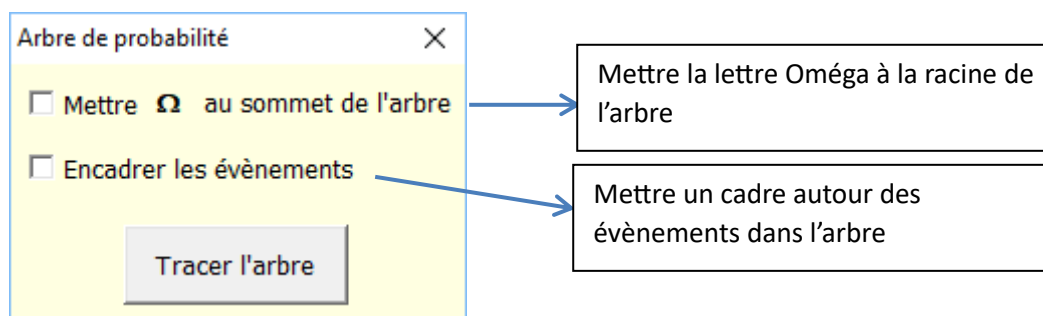 Arbre de probabilité
Mettre Ω au sommet de l'arbre
Encadrer les évènements
Tracer l'arbre
Mettre la lettre Oméga à la racine de
l’arbre
Mettre un cadre autour des
évènements dans l’arbre